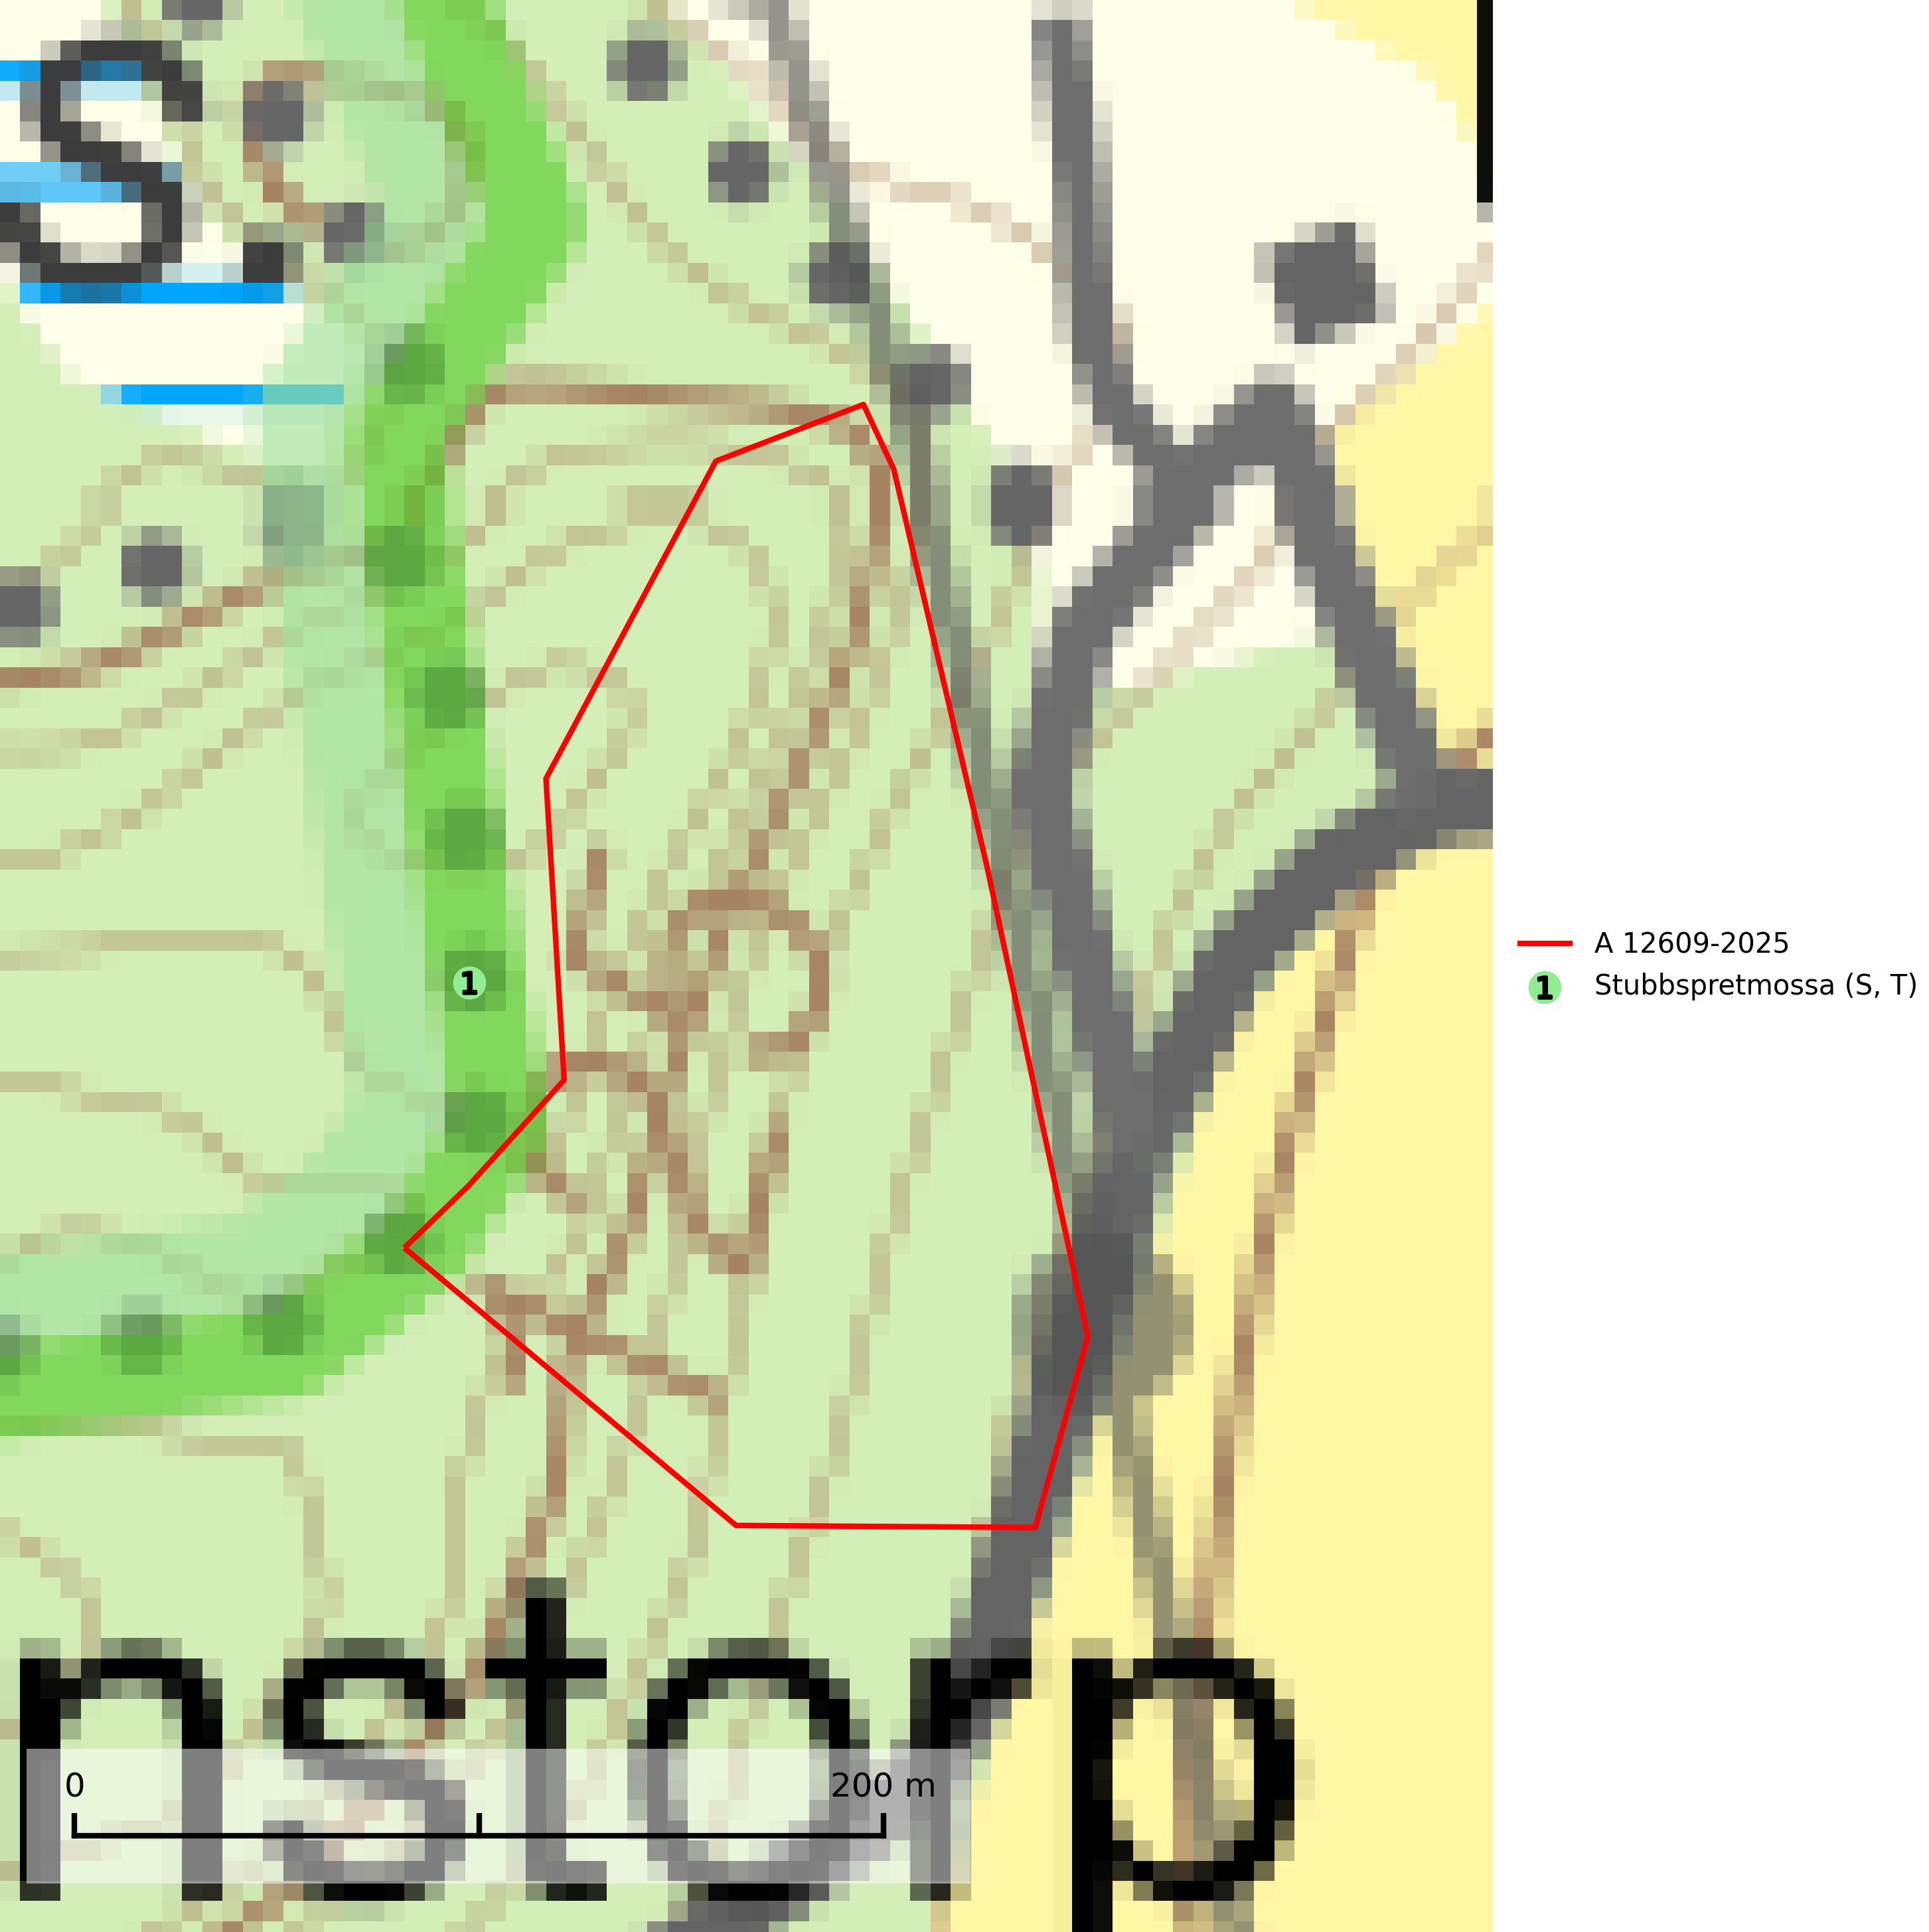 S.
1
nstorp
0 200 m
A 12609-2025
1 Stubbspretmossa (S, T)